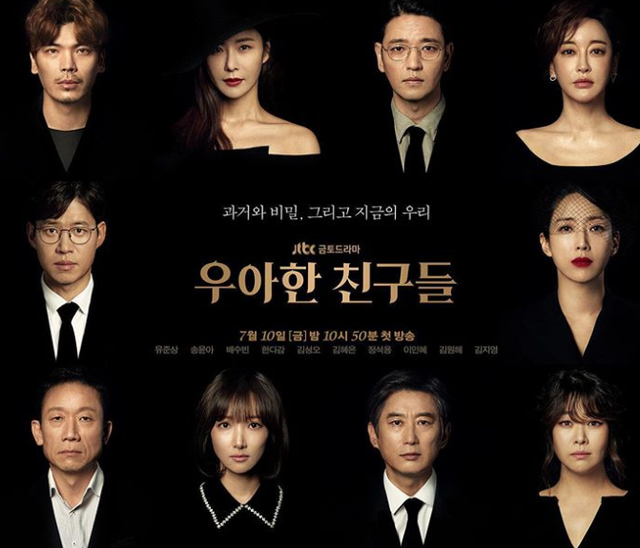 과거와 비밀, 그리고 지금의 우리
jtbc 금토드라마
우아한 친구들
7월 10일 [금] 밤 10시 50분 첫 방송
유준상 송윤아 배수빈 한다감 김성오 김혜은 정석용 이인혜 김원해 김지영